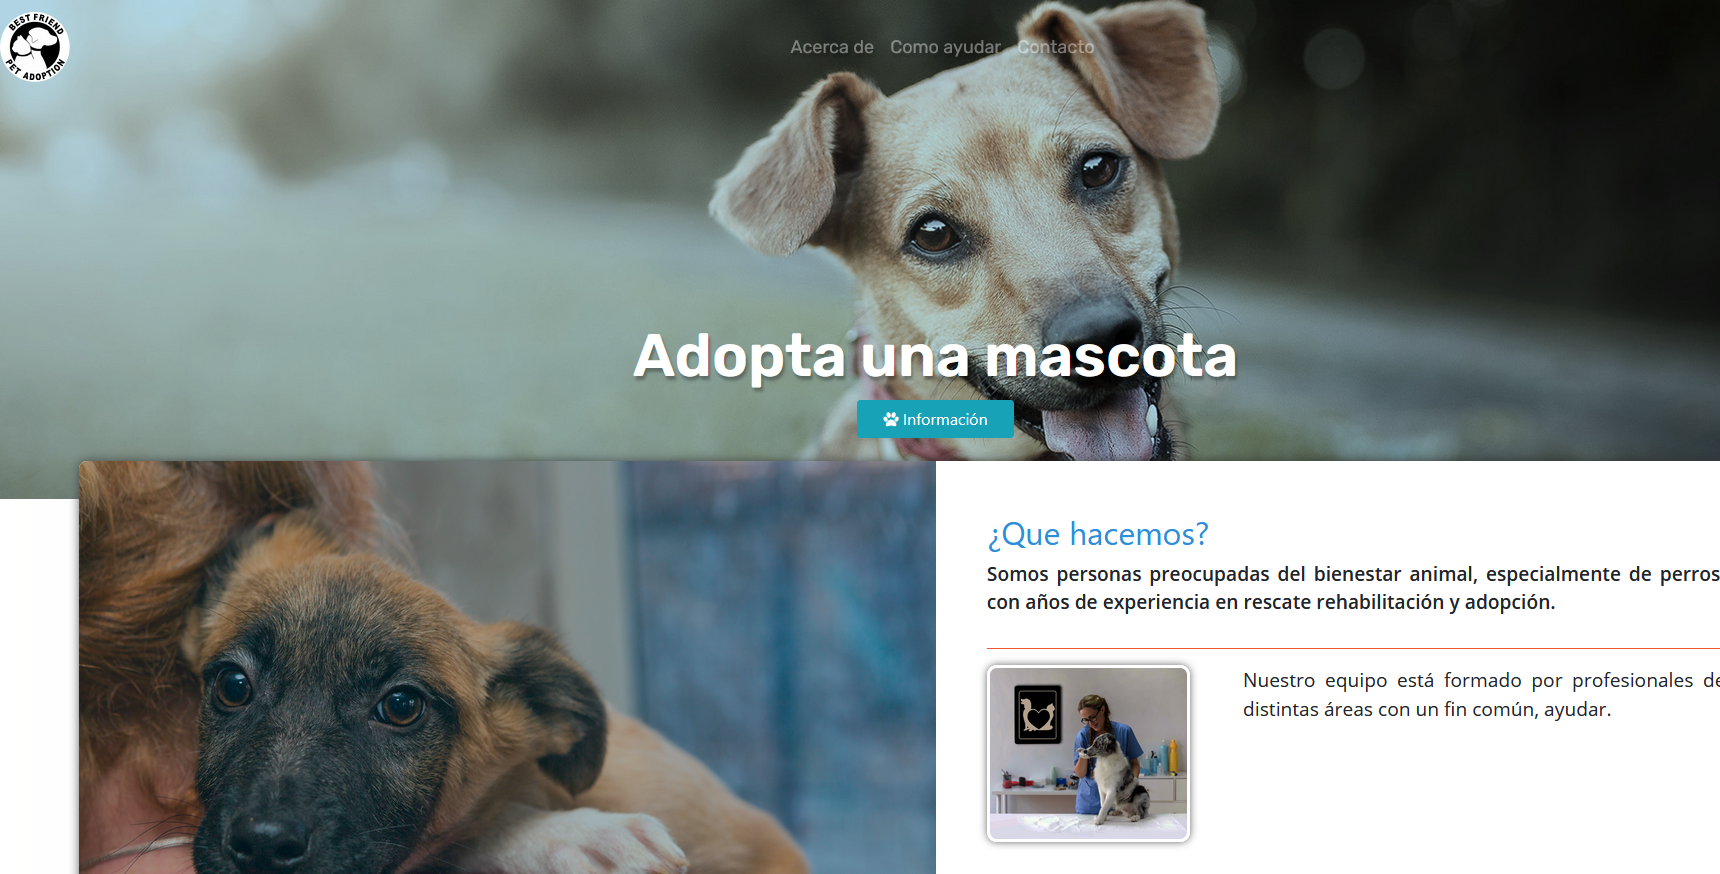 BEST FRIEND
PET ADOPTION
Acerca de Como ayudar Contacto
Adopta una mascota
Información
¿Que hacemos?
Somos personas preocupadas del bienestar animal, especialmente de perros
con años de experiencia en rescate rehabilitación y adopción.
Nuestro equipo está formado por profesionales de
distintas áreas con un fin común, ayudar.